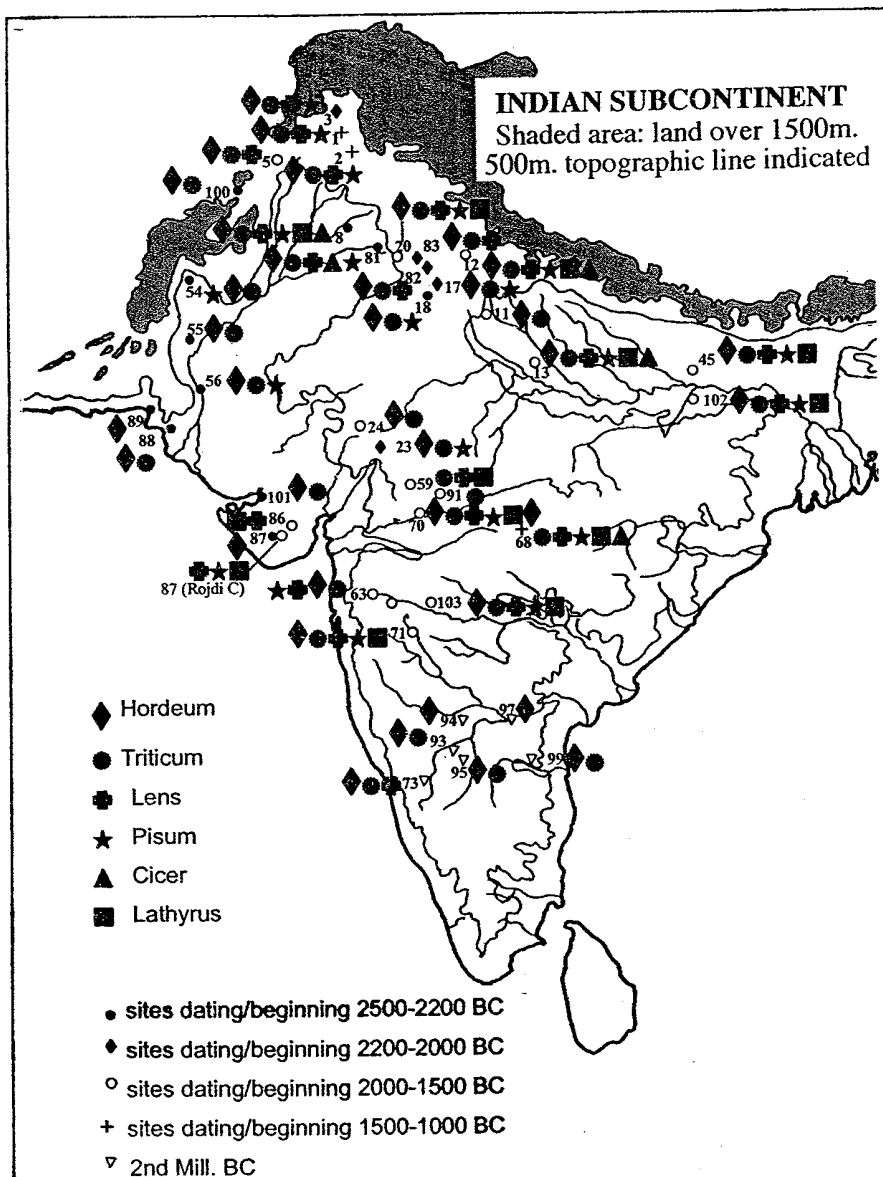 INDIAN SUBCONTINENT
Shaded area: land over 1500m.
500m. topographic line indicated
3
1
2
5
100
8
81
20
83
82
12
17
18
54
55
11
13
45
102
56
24
23
89
88
59
91
101
86
70
68
87
87 (Rojdi C)
63
103
71
94
97
93
95
99
73
Hordeum
Triticum
Lens
Pisum
Cicer
Lathyrus
sites dating/beginning 2500-2200 BC
sites dating/beginning 2200-2000 BC
sites dating/beginning 2000-1500 BC
sites dating/beginning 1500-1000 BC
2nd Mill. BC